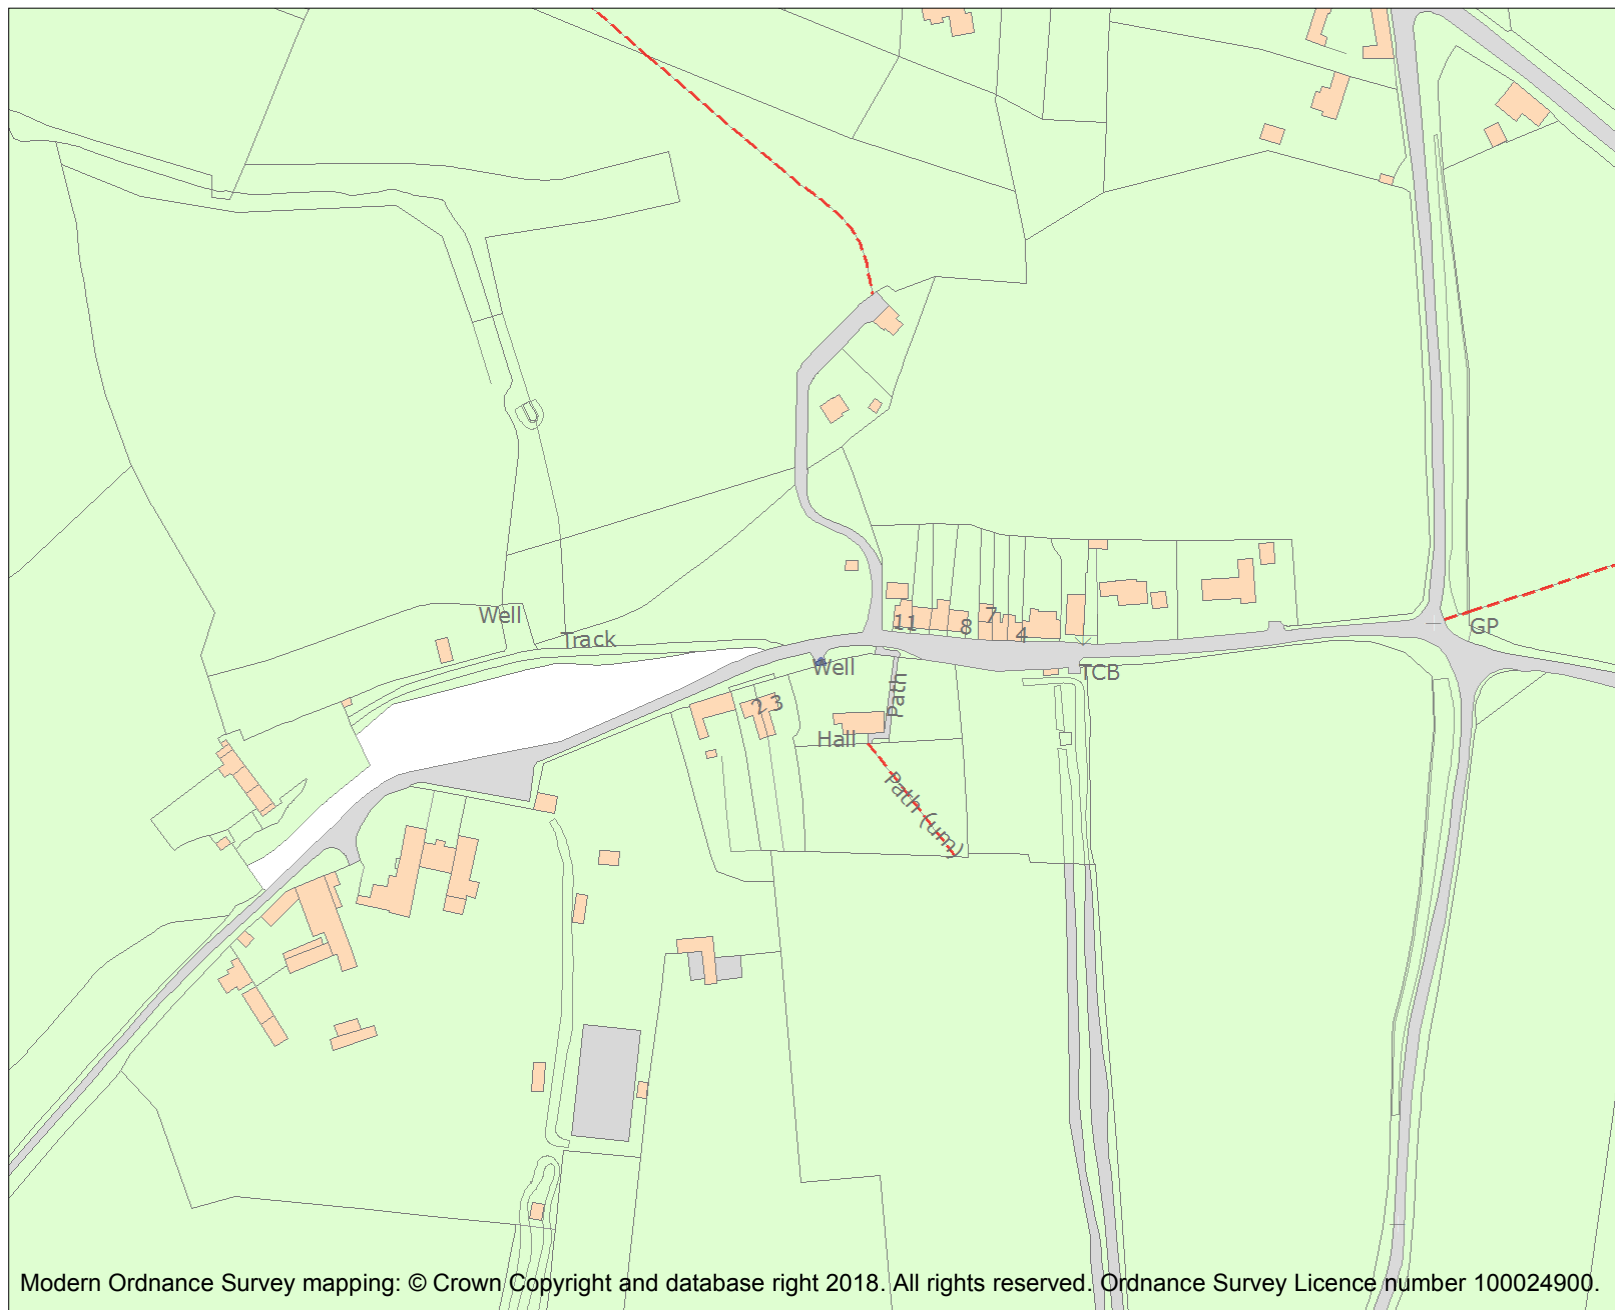 Well
Track
11
8
7
4
GP
Well
TCB
Path
2
3
Hall
Path (um)
Modern Ordnance Survey mapping: © Crown Copyright and database right 2018. All rights reserved. Ordnance Survey Licence number 100024900.